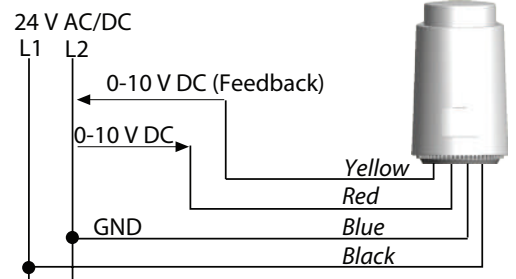 24 V AC/DC
L1 L2
0-10 V DC (Feedback)
0-10 V DC
Yellow
Red
GND Blue
Black